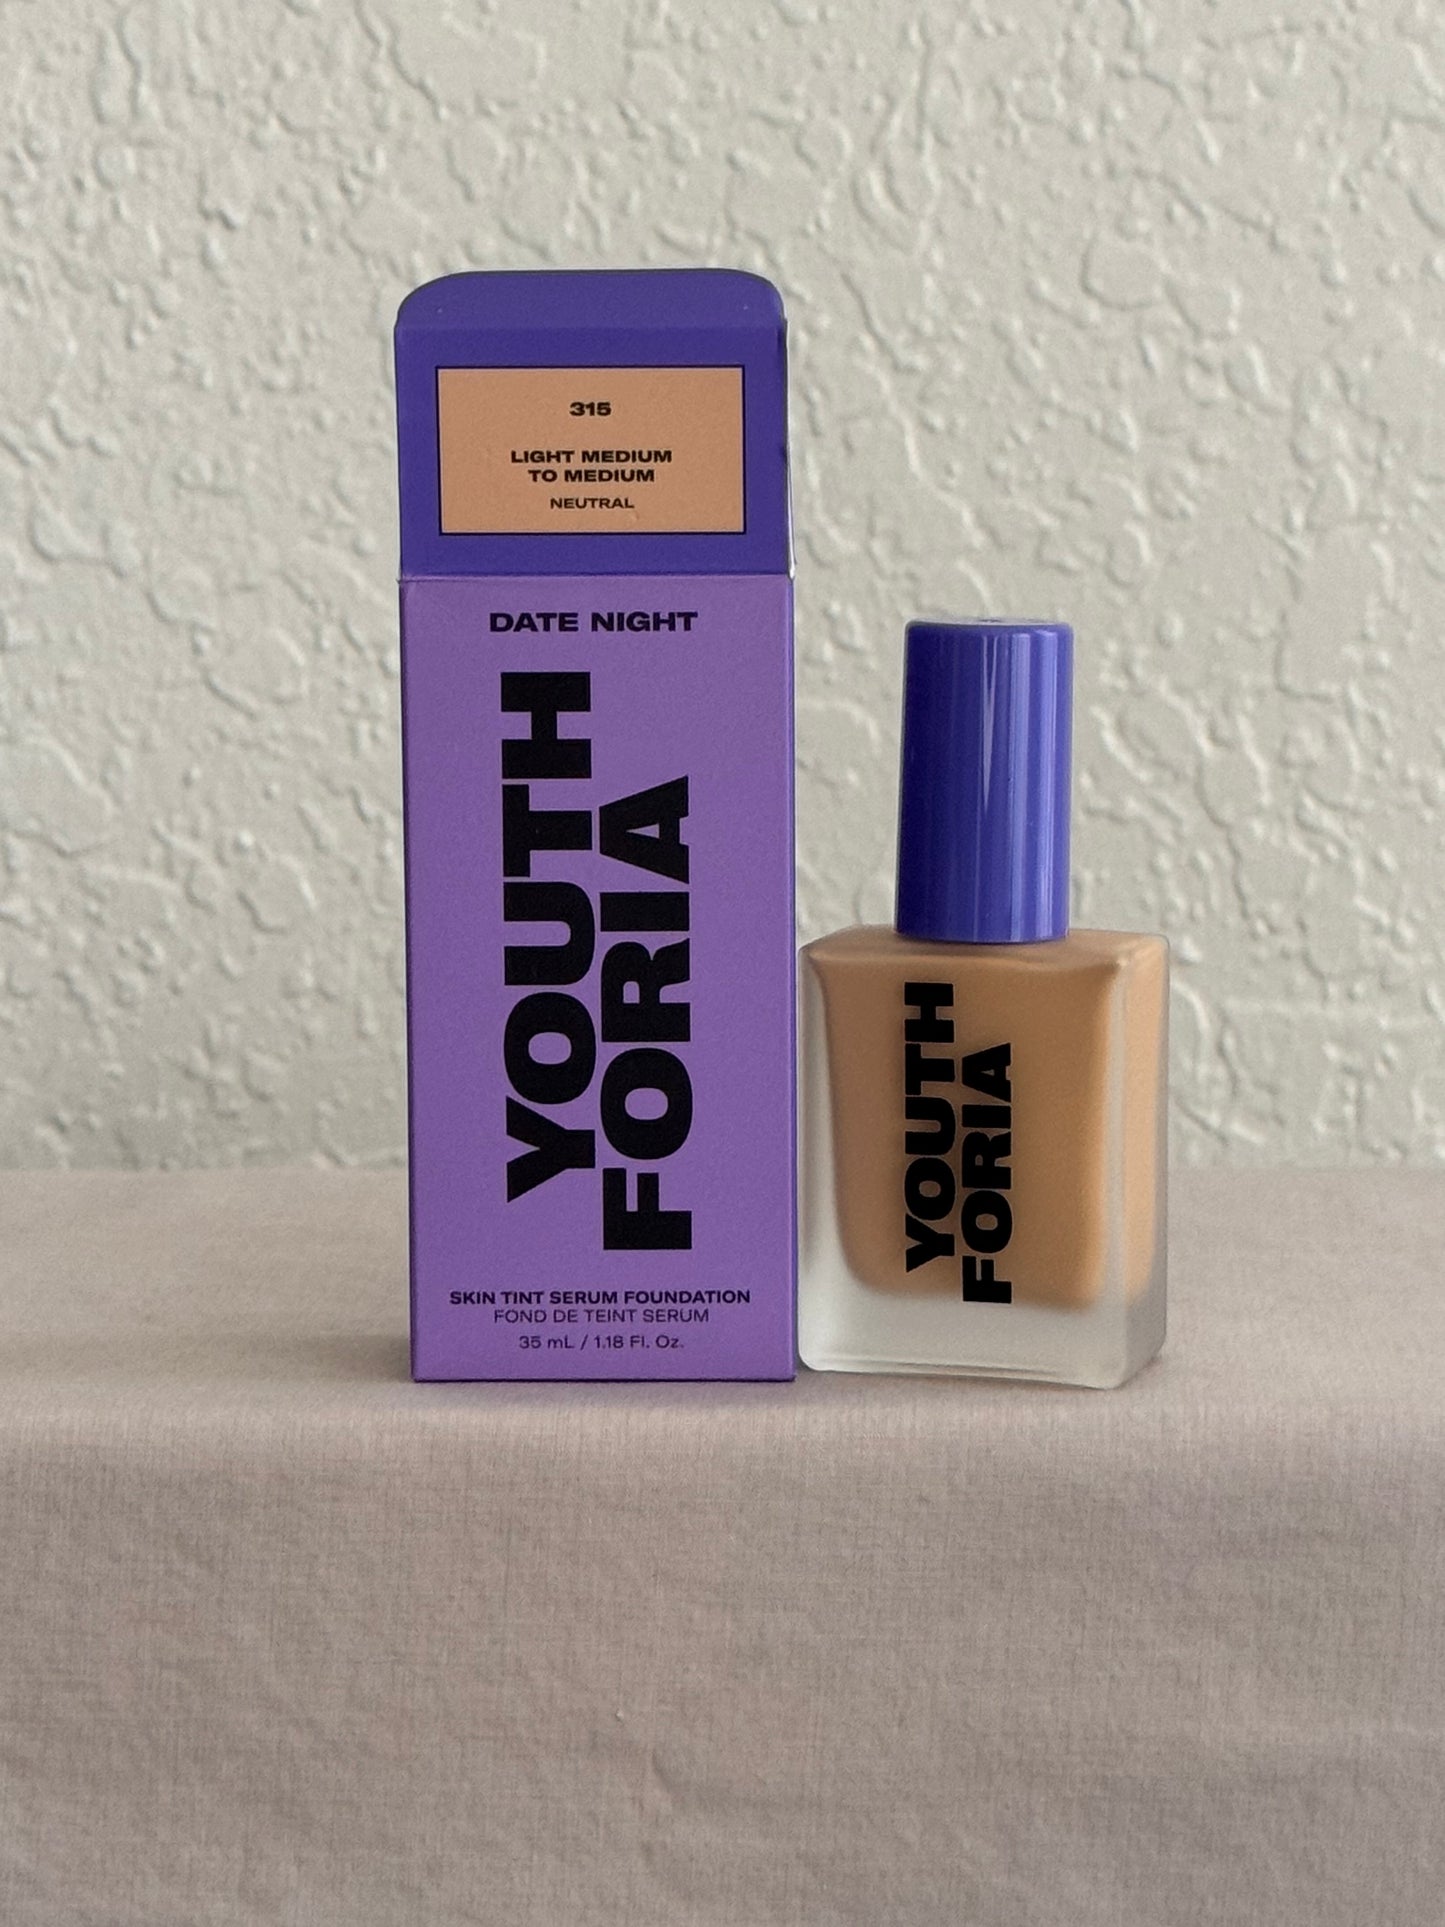 315
LIGHT MEDIUM
TO MEDIUM
NEUTRAL
DATE NIGHT
YOUTH
FORIA
SKIN TINT SERUM FOUNDATION
FOND DE TEINT SERUM
35 mL / 1.18 Fl. Oz.
YOUTH
FORIA